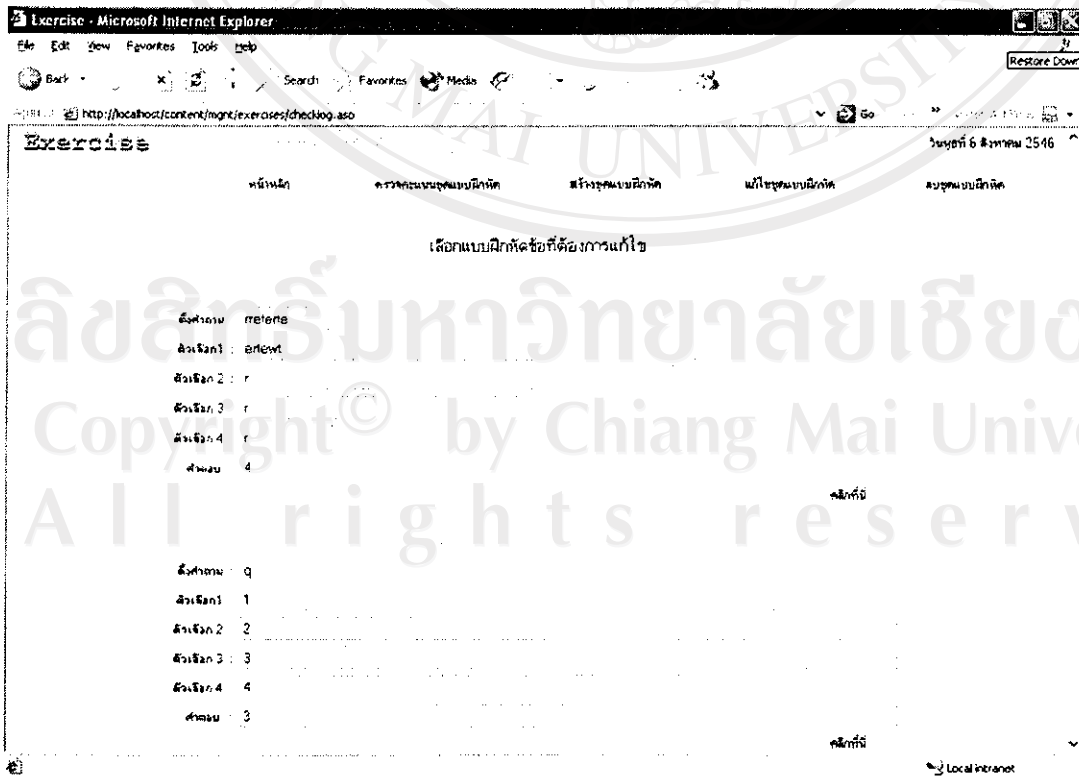 Exercise - Microsoft Internet Explorer
File Edit View Favorites Tools Help
Restore Down
Back Search Favorites Media
http://localhost/content/mgnt/exercises/checklog.asp Go
Exercise วันพุธที่ 6 สิงหาคม 2546
หน้าหลัก ตรวจคะแนนชุดแบบฝึกหัด สร้างชุดแบบฝึกหัด แก้ไขชุดแบบฝึกหัด ลบชุดแบบฝึกหัด
เลือกแบบฝึกหัดข้อที่ต้องการแก้ไข
ตั้งคำถาม
ตัวเลือก1 :
ตัวเลือก 2 : r
ตัวเลือก 3 r
ตัวเลือก 4 r
คำตอบ 4
คลิกที่นี่
ตั้งคำถาม q
ตัวเลือก1 1
ตัวเลือก 2 2
ตัวเลือก 3 : 3
ตัวเลือก 4 4
คำตอบ 3
คลิกที่นี่
Local intranet
MAI UNIVERSITY
ลิขสิทธิ์มหาวิทยาลัยเชียง
Copyright© by Chiang Mai Univ
All rights reserv